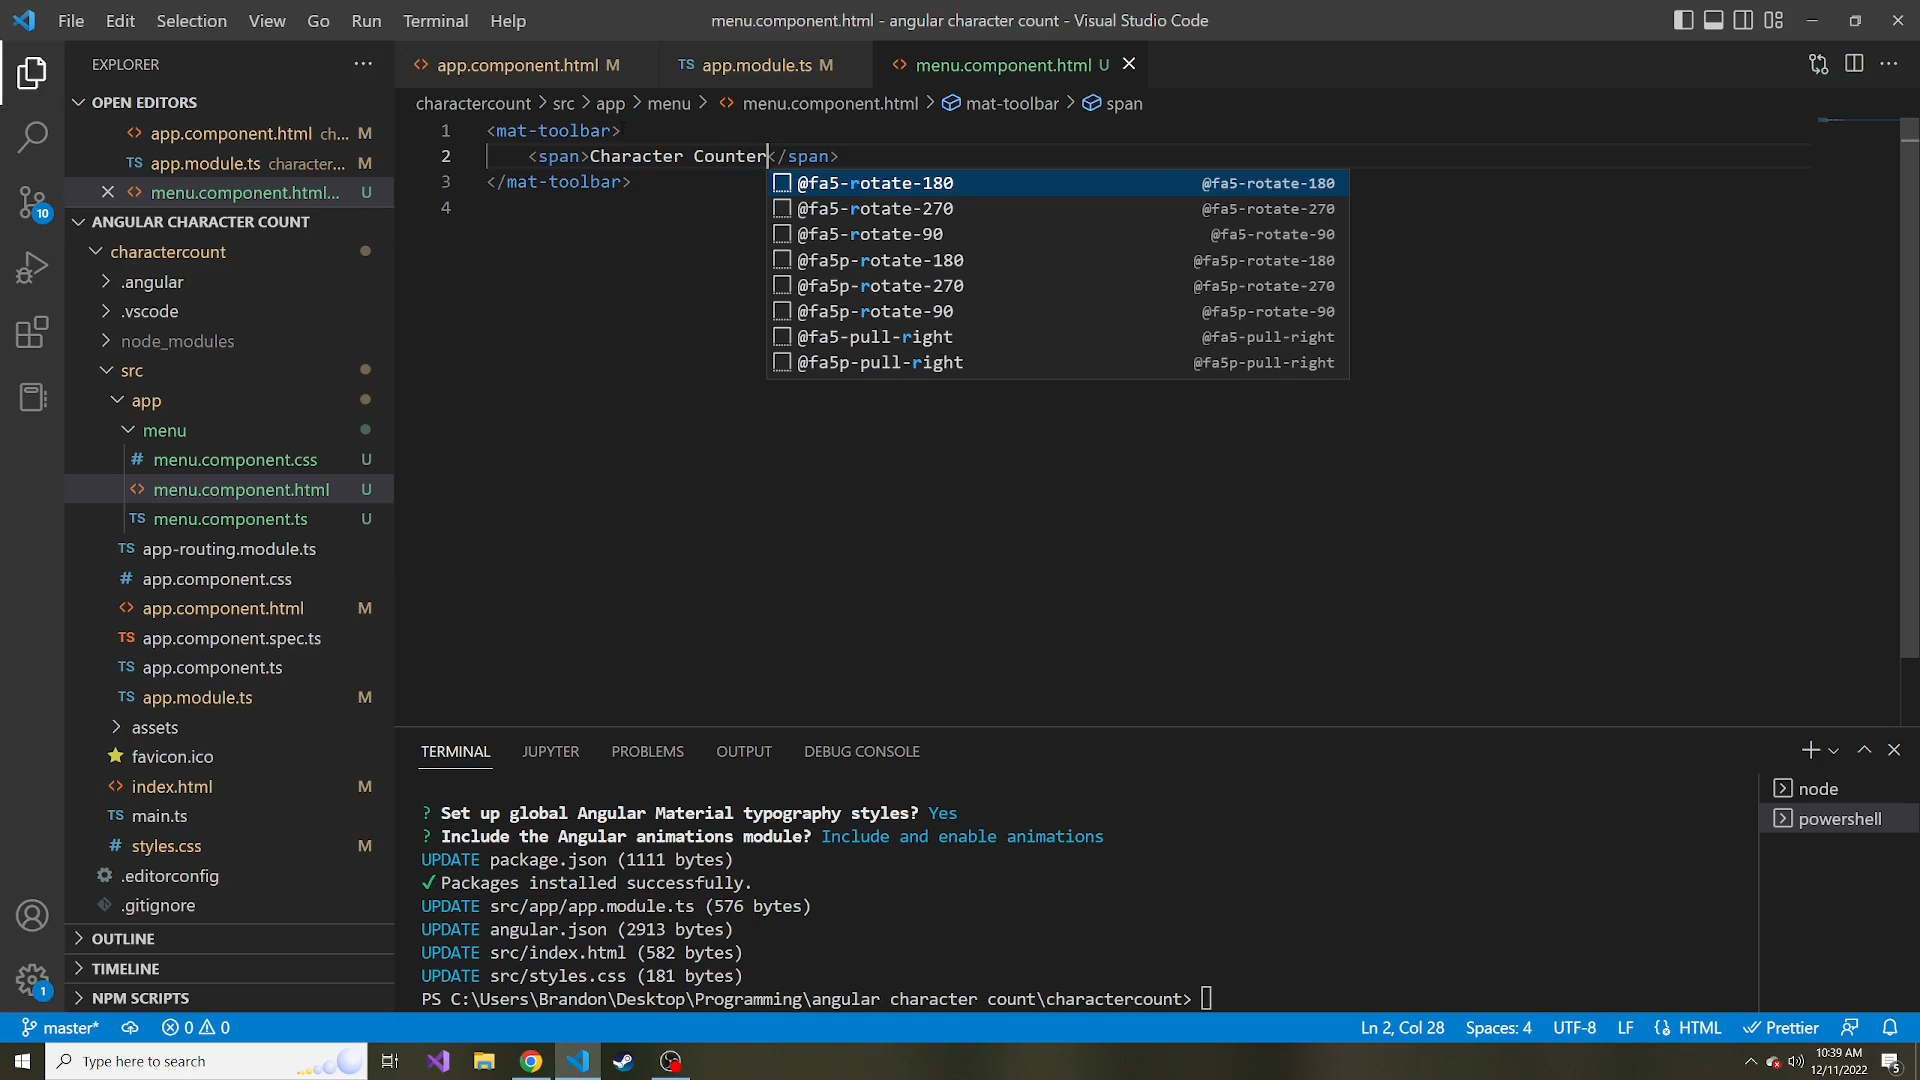 File Edit Selection View Go Run Terminal Help
menu.component.html - angular character count - Visual Studio Code
EXPLORER
OPEN EDITORS
app.component.html ch... M
TS app.module.ts character... M
menu.component.html... U
ANGULAR CHARACTER COUNT
charactercount
.angular
.vscode
node_modules
src
app
menu
# menu.component.css U
menu.component.html U
TS menu.component.ts U
TS app-routing.module.ts
# app.component.css
app.component.html M
TS app.component.spec.ts
TS app.component.ts
TS app.module.ts M
assets
favicon.ico
index.html M
TS main.ts
# styles.css M
.editorconfig
.gitignore
OUTLINE
TIMELINE
NPM SCRIPTS
10
1
app.component.html M
TS app.module.ts M
menu.component.html U
charactercount > src > app > menu > menu.component.html > mat-toolbar > span
1 <mat-toolbar>
2 <span>Character Counter</span>
3 </mat-toolbar>
4
@fa5-rotate-180 @fa5-rotate-180
@fa5-rotate-270 @fa5-rotate-270
@fa5-rotate-90 @fa5-rotate-90
@fa5p-rotate-180 @fa5p-rotate-180
@fa5p-rotate-270 @fa5p-rotate-270
@fa5p-rotate-90 @fa5p-rotate-90
@fa5-pull-right @fa5-pull-right
@fa5p-pull-right @fa5p-pull-right
TERMINAL JUPYTER PROBLEMS OUTPUT DEBUG CONSOLE
? Set up global Angular Material typography styles? Yes
? Include the Angular animations module? Include and enable animations
UPDATE package.json (1111 bytes)
✓ Packages installed successfully.
UPDATE src/app/app.module.ts (576 bytes)
UPDATE angular.json (2913 bytes)
UPDATE src/index.html (582 bytes)
UPDATE src/styles.css (181 bytes)
PS C:\Users\Brandon\Desktop\Programming\angular character count\charactercount>
node
powershell
master* 0 0
Ln 2, Col 28 Spaces: 4 UTF-8 LF HTML Prettier
Type here to search
10:39 AM
12/11/2022
5